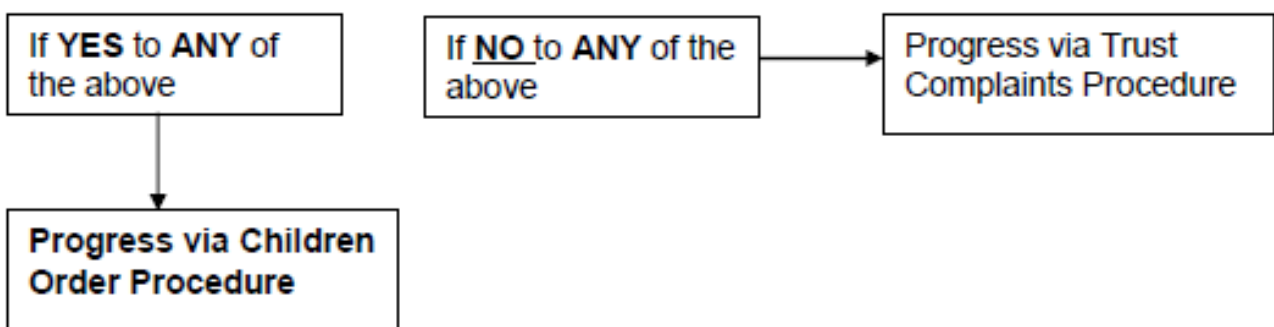 If YES to ANY of
the above
If NO to ANY of the
above
Progress via Trust
Complaints Procedure
Progress via Children
Order Procedure